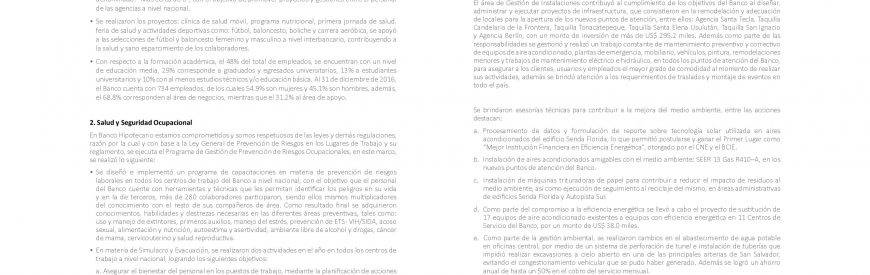 de las agencias a nivel nacional.
• Se realizaron los proyectos: clínica de salud móvil, programa nutricional, primera jornada de salud,
feria de salud y actividades deportivas como: fútbol, baloncesto, boliche y carrera aeróbica, se apoyó
a las selecciones de fútbol y baloncesto femenino y masculino a nivel interbancario, contribuyendo a
la salud y sano esparcimiento de los colaboradores.
• Con respecto a la formación académica, el 48% del total de empleados, se encuentran con un nivel
de educación media, 29% corresponde a graduados y egresados universitarios, 13% a estudiantes
universitarios y 10% con al menos estudios técnicos y/o educación básica. Al 31 de diciembre de 2016,
el Banco cuenta con 734 empleados, de los cuales 54.9% son mujeres y 45.1% son hombres, además,
el 68.8% corresponden al área de negocios, mientras que el 31.2% al área de apoyo.
2. Salud y Seguridad Ocupacional
En Banco Hipotecario estamos comprometidos y somos respetuosos de las leyes y demás regulaciones,
razón por la cual y con base a la Ley General de Prevención de Riesgos en los Lugares de Trabajo y su
reglamento, se ejecuta el Programa de Gestión de Prevención de Riesgos Ocupacionales, en este marco,
se realizó lo siguiente:
• Se diseñó e implementó un programa de capacitaciones en materia de prevención de riesgos
laborales en todos los centros de trabajo del Banco a nivel nacional, con el objetivo que el personal
del Banco cuente con herramientas y técnicas que les permitan identificar los peligros en su vida
y en la de terceros, más de 280 colaboradores participaron, siendo ellos mismos multiplicadores
del conocimiento con el resto de sus compañeros de área. Como resultado final se adquirieron
conocimientos, habilidades y destrezas necesarias en las diferentes áreas preventivas, tales como:
uso y manejo de extintores, primeros auxilios, manejo del estrés, prevención de ETS- VIH/SIDA, acoso
sexual, alimentación y nutrición, autoestima y asertividad, ambiente libre de alcohol y drogas, cáncer
de mama, cervicouterino y salud reproductiva.
• En materia de Simulacro y Evacuación, se realizaron dos actividades en el año en todos los centros de
trabajo a nivel nacional, logrando los siguientes objetivos:
a. Asegurar el bienestar del personal en los puestos de trabajo, mediante la planificación de acciones
El área de Gestión de Instalaciones contribuyó al cumplimiento de los objetivos del Banco al diseñar,
administrar y ejecutar proyectos de infraestructura, que consideraron en la remodelación y adecuación
de locales para la apertura de los nuevos puntos de atención, entre ellos: Agencia Santa Tecla, Taquilla
Candelaria de la Frontera, Taquilla Tonacatepeque, Taquilla Santa Elena Usulután, Taquilla San Ignacio
y Agencia Berlín, con un monto de inversión de más de US$ 295.2 miles. Además como parte de las
responsabilidades se gestionó y realizó un trabajo constante de mantenimiento preventivo y correctivo
de equipos de aire acondicionado, plantas de emergencia, mobiliario, vehículos, pintura, remodelaciones
menores y trabajos de mantenimiento eléctrico e hidráulico, en todos los puntos de atención del Banco,
para asegurar a los clientes, usuarios y empleados el mayor grado de comodidad al momento de realizar
sus actividades, además se brindó atención a los requerimientos de traslados y montaje de eventos en
todo el país.
Se brindaron asesorías técnicas para contribuir a la mejora del medio ambiente, entre las acciones
destacan:
a. Procesamiento de datos y formulación de reporte sobre tecnología solar utilizada en aires
acondicionados del edificio Senda Florida, lo que permitió postularse y ganar el Primer Lugar como
"Mejor Institución Financiera en Eficiencia Energética", otorgado por el CNE y el BCIE.
b. Instalación de aires acondicionados amigables con el medio ambiente: SEER 13 Gas R410–A, en los
nuevos puntos de atención del Banco.
c. Instalación de máquinas trituradoras de papel para contribuir a reducir el impacto de residuos al
medio ambiente, así como ejecución de seguimiento al reciclaje del mismo, en áreas administrativas
de edificios Senda Florida y Autopista Sur.
d. Como parte del compromiso a la eficiencia energética se llevó a cabo el proyecto de sustitución de
17 equipos de aire acondicionado existentes a equipos con eficiencia energética en 11 Centros de
Servicio del Banco, por un monto de US$ 38.0 miles.
e. Como parte de la gestión ambiental, se realizaron cambios en el abastecimiento de agua potable
en oficinas central, por medio de un sistema de perforación de túnel e instalación de tuberías que
impidió realizar excavaciones a cielo abierto en una de las principales arterias de San Salvador,
evitando el congestionamiento vehicular que se pudo haber generado. Además se logró un ahorro
anual de hasta un 50% en el cobro del servicio mensual.